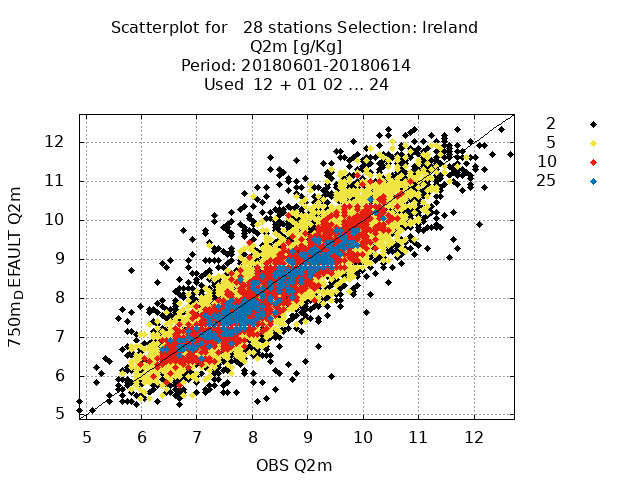 Scatterplot for 28 stations Selection: Ireland
Q2m [g/Kg]
Period: 20180601-20180614
Used 12 + 01 02 ... 24
2
5
10
25
12
11
10
9
8
7
6
5
750mDEFAULT Q2m
5 6 7 8 9 10 11 12
OBS Q2m